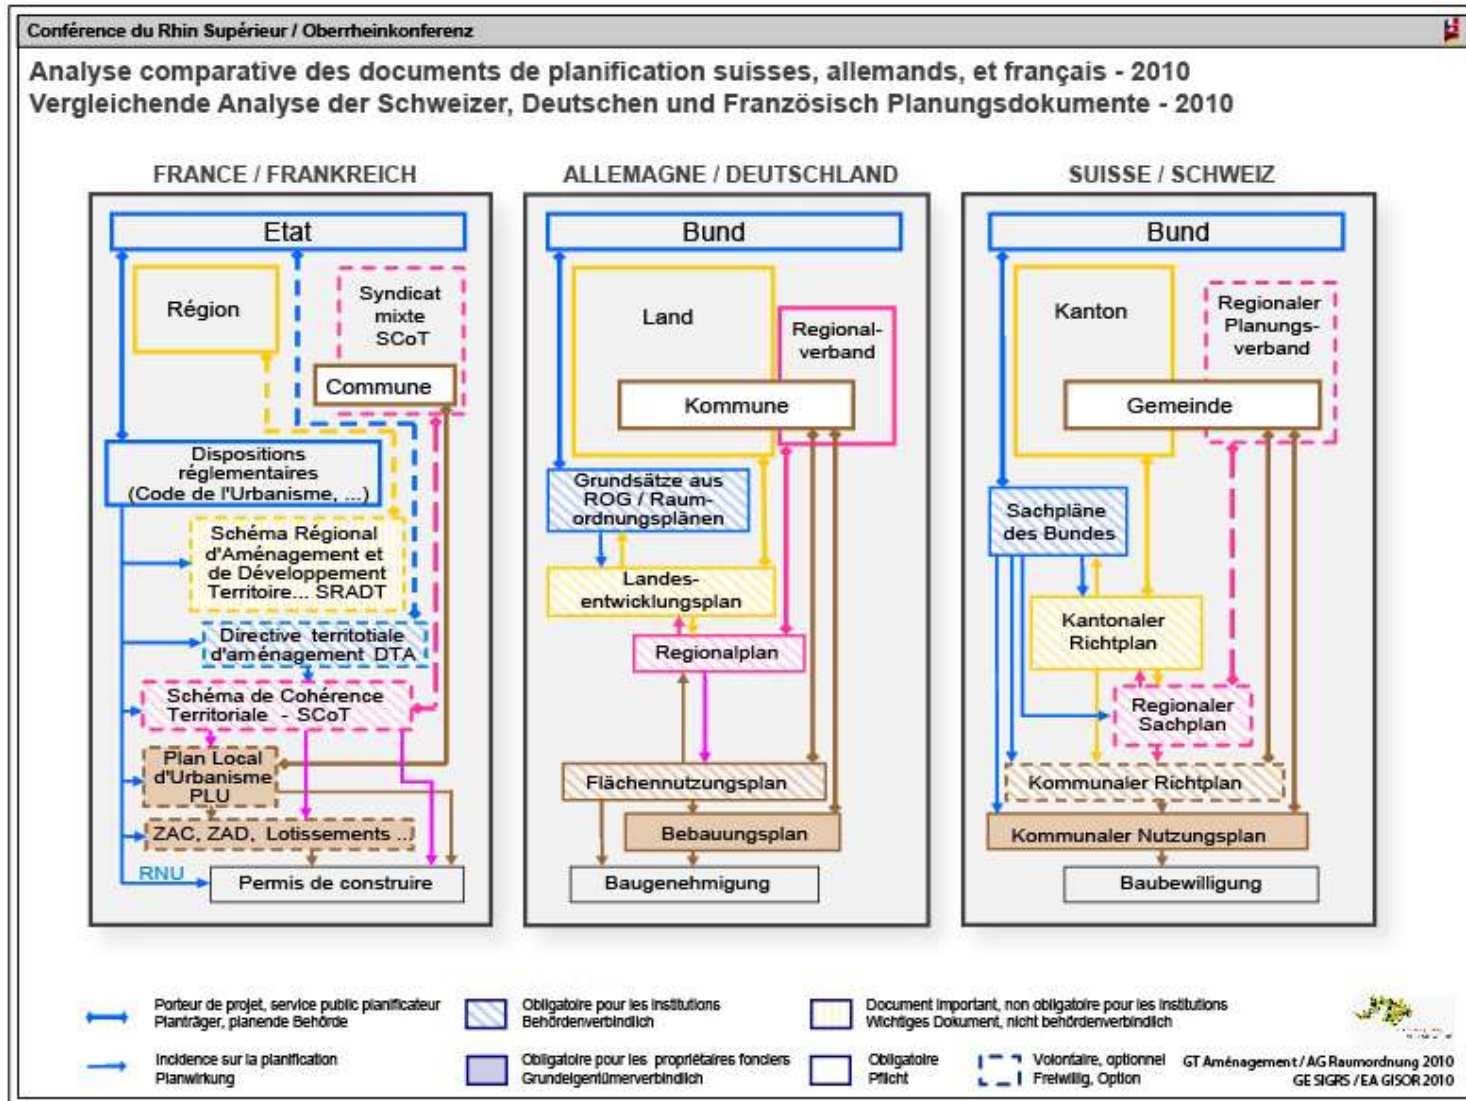 Conférence du Rhin Supérieur / Oberrheinkonferenz
Analyse comparative des documents de planification suisses, allemands, et français - 2010
Vergleichende Analyse der Schweizer, Deutschen und Französisch Planungsdokumente - 2010
FRANCE / FRANKREICH
Etat
Région
Syndicat
mixte
SCoT
Commune
Dispositions
réglementaires
(Code de l'Urbanisme, ...)
Schéma Régional
d'Aménagement et
de Développement
Territoire... SRADT
Directive territotiale
d'aménagement DTA
Schéma de Cohérence
Territoriale - SCoT
Plan Local
d'Urbanisme
PLU
ZAC, ZAD, Lotissements ...
RNU
Permis de construire
ALLEMAGNE / DEUTSCHLAND
Bund
Land
Regional-
verband
Kommune
Grundsätze aus
ROG / Raum-
ordnungsplänen
Landes-
entwicklungsplan
Regionalplan
Flächennutzungsplan
Bebauungsplan
Baugenehmigung
SUISSE / SCHWEIZ
Bund
Kanton
Regionaler
Planungs-
verband
Gemeinde
Sachpläne
des Bundes
Kantonaler
Richtplan
Regionaler
Sachplan
Kommunaler Richtplan
Kommunaler Nutzungsplan
Baubewilligung
Porteur de projet, service public planificateur
Planträger, planende Behörde
Incidence sur la planification
Planwirkung
Obligatoire pour les institutions
Behördenverbindlich
Obligatoire pour les propriétaires fonciers
Grundeigentümerverbindlich
Document important, non obligatoire pour les institutions
Wichtiges Dokument, nicht behördenverbindlich
Obligatoire
Pflicht
Volontaire, optionnel
Freiwillig, Option
GT Aménagement / AG Raumordnung 2010
GE SIGRS / EA GISOR 2010